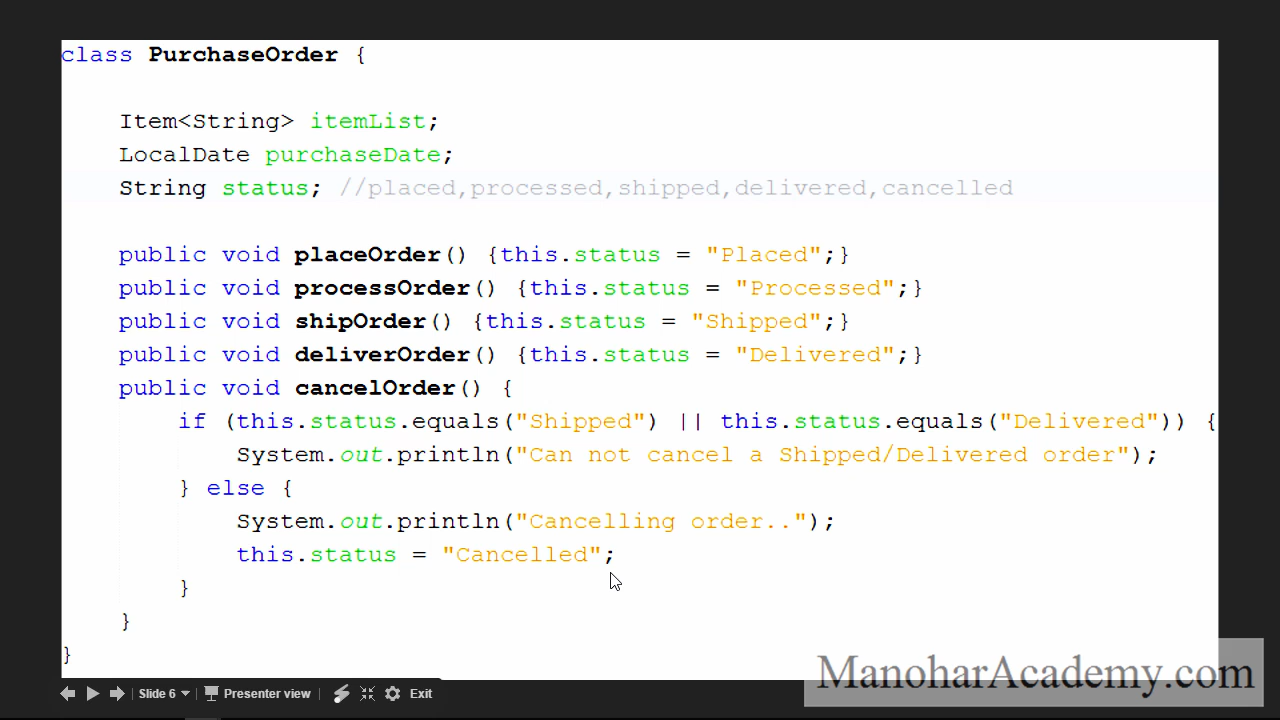 class PurchaseOrder {
Item<String> itemList;
LocalDate purchaseDate;
String status; //placed,processed,shipped,delivered,cancelled
public void placeOrder() {this.status = "Placed";}
public void processOrder() {this.status = "Processed";}
public void shipOrder() {this.status = "Shipped";}
public void deliverOrder() {this.status = "Delivered";}
public void cancelOrder() {
if (this.status.equals("Shipped") || this.status.equals("Delivered")) {
System.out.println("Can not cancel a Shipped/Delivered order");
} else {
System.out.println("Cancelling order..");
this.status = "Cancelled";
}
}
}
ManoharAcademy.com
Slide 6 Presenter view Exit